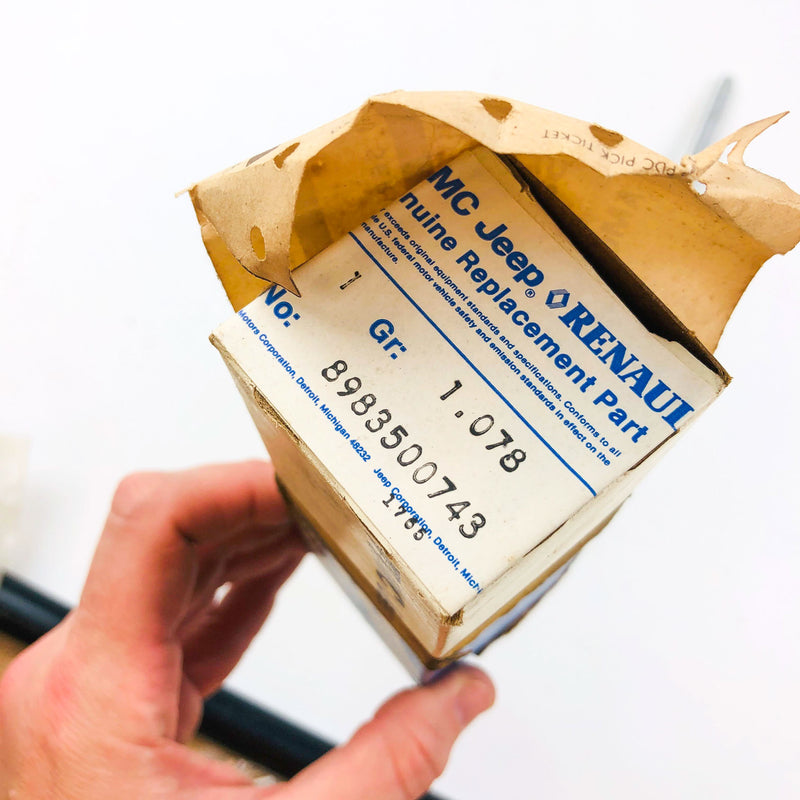 PDC PICK TICKET
MC Jeep® RENAUL
nuine Replacement Part
exceeds original equipment standards and specifications. Conforms to all
U.S. federal motor vehicle safety and emission standards in effect on the
manufacture.
1
No:
Gr:
1.078
8983500743
Motors Corporation, Detroit, Michigan 48232 Jeep Corporation, Detroit, Mich